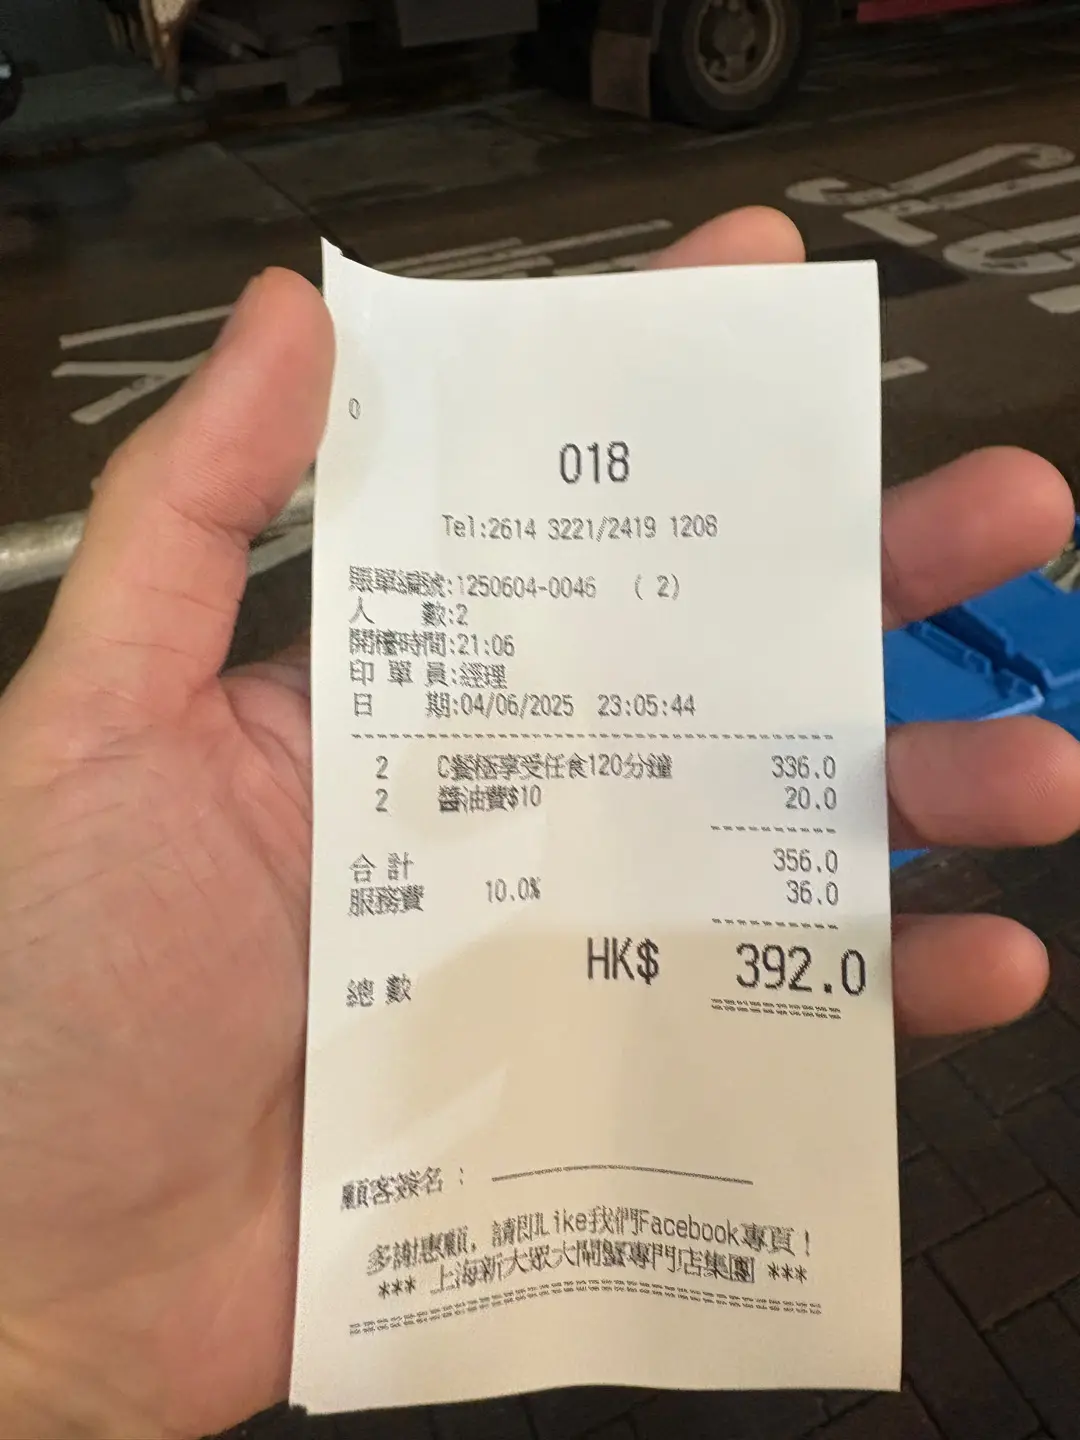 0
018
Tel:2614 3221/2419 1208
賬單編號:1250604-0046 ( 2)
人 數:2
開檯時間:21:06
印 單 員:經理
日 期:04/06/2025 23:05:44
2 C餐極享受任食120分鐘 336.0
2 醬油費$10 20.0
合 計 356.0
服務費 10.0% 36.0
總 數 HK$ 392.0
顧客簽名 :
多謝惠顧, 請即Like我們Facebook專頁!
*** 上海新大眾大閘蟹專門店集團 ***